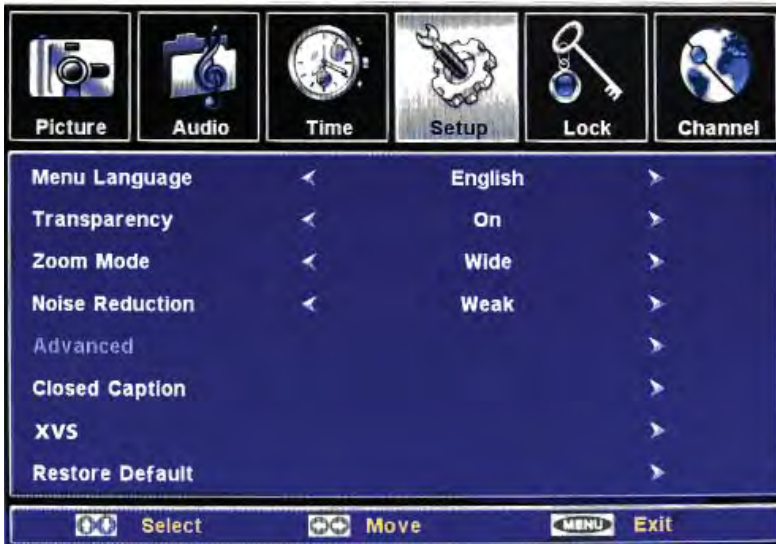 Picture Audio Time Setup Lock Channel
Menu Language English
Transparency On
Zoom Mode Wide
Noise Reduction Weak
Advanced
Closed Caption
XVS
Restore Default
Select Move MENU Exit